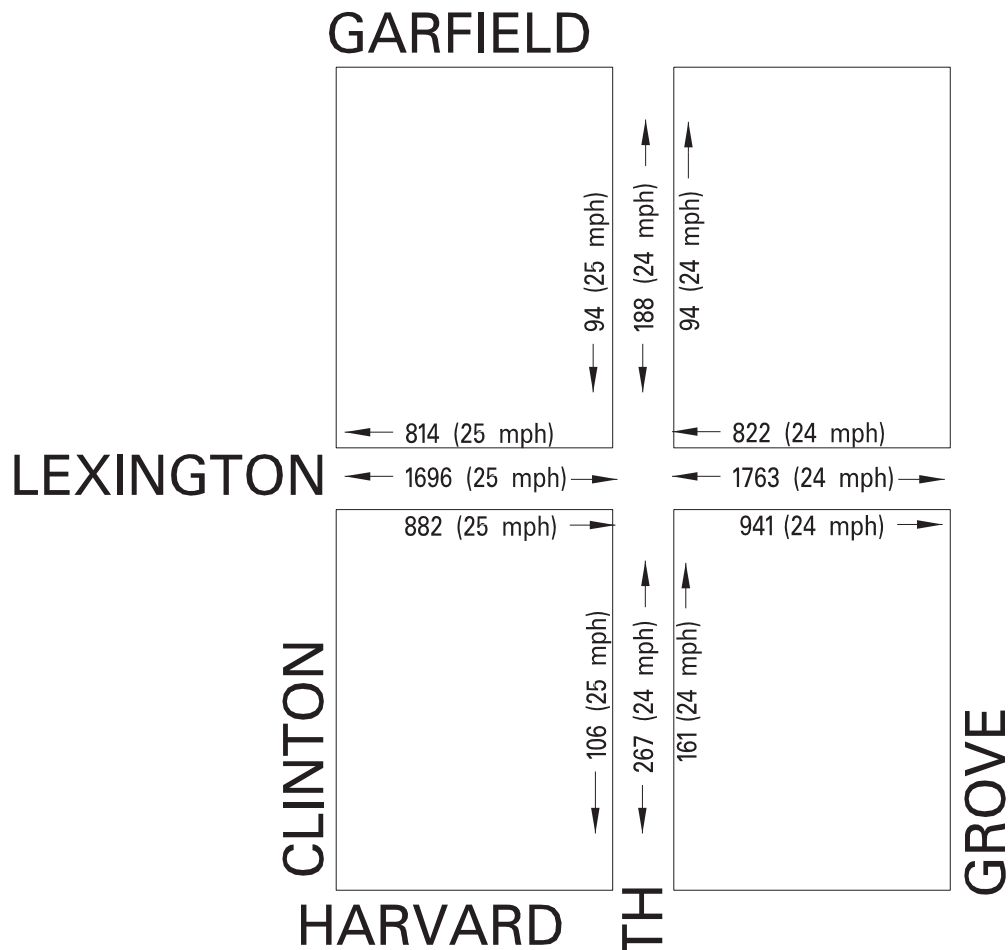 GARFIELD
94 (25 mph)
188 (24 mph)
94 (24 mph)
814 (25 mph)
822 (24 mph)
LEXINGTON
1696 (25 mph)
1763 (24 mph)
882 (25 mph)
941 (24 mph)
106 (25 mph)
267 (24 mph)
161 (24 mph)
CLINTON
GROVE
HARVARD
TH